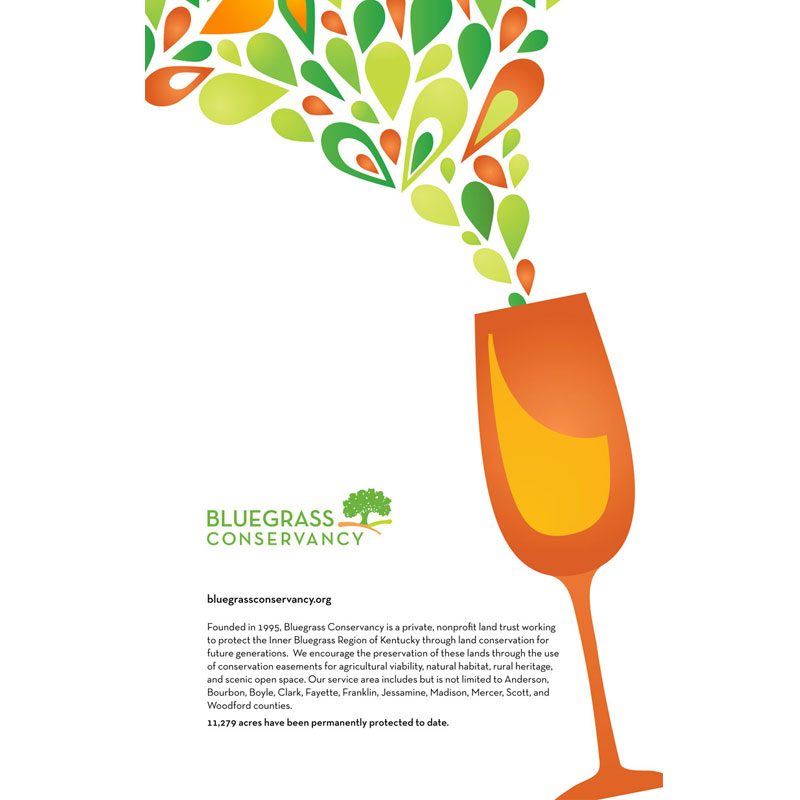 BLUEGRASS
CONSERVANCY
bluegrassconservancy.org
Founded in 1995, Bluegrass Conservancy is a private, nonprofit land trust working
to protect the Inner Bluegrass Region of Kentucky through land conservation for
future generations.  We encourage the preservation of these lands through the use
of conservation easements for agricultural viability, natural habitat, rural heritage,
and scenic open space. Our service area includes but is not limited to Anderson,
Bourbon, Boyle, Clark, Fayette, Franklin, Jessamine, Madison, Mercer, Scott, and
Woodford counties.
11,279 acres have been permanently protected to date.